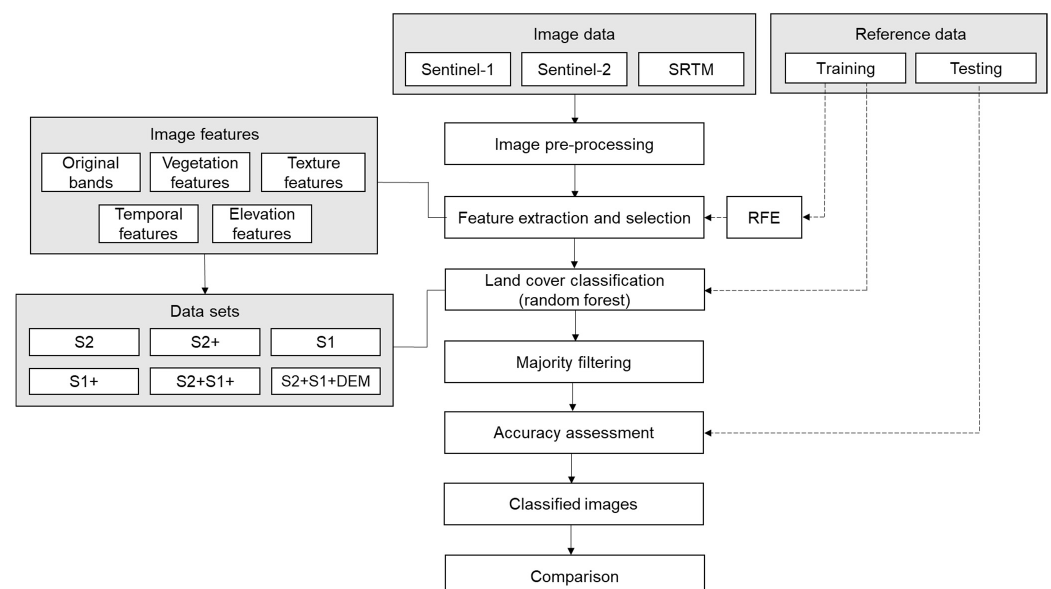 Image data
Sentinel-1
Sentinel-2
SRTM
Reference data
Training
Testing
Image pre-processing
Image features
Original
bands
Vegetation
features
Texture
features
Temporal
features
Elevation
features
Feature extraction and selection
RFE
Land cover classification
(random forest)
Data sets
S2
S2+
S1
S1+
S2+S1+
S2+S1+DEM
Majority filtering
Accuracy assessment
Classified images
Comparison